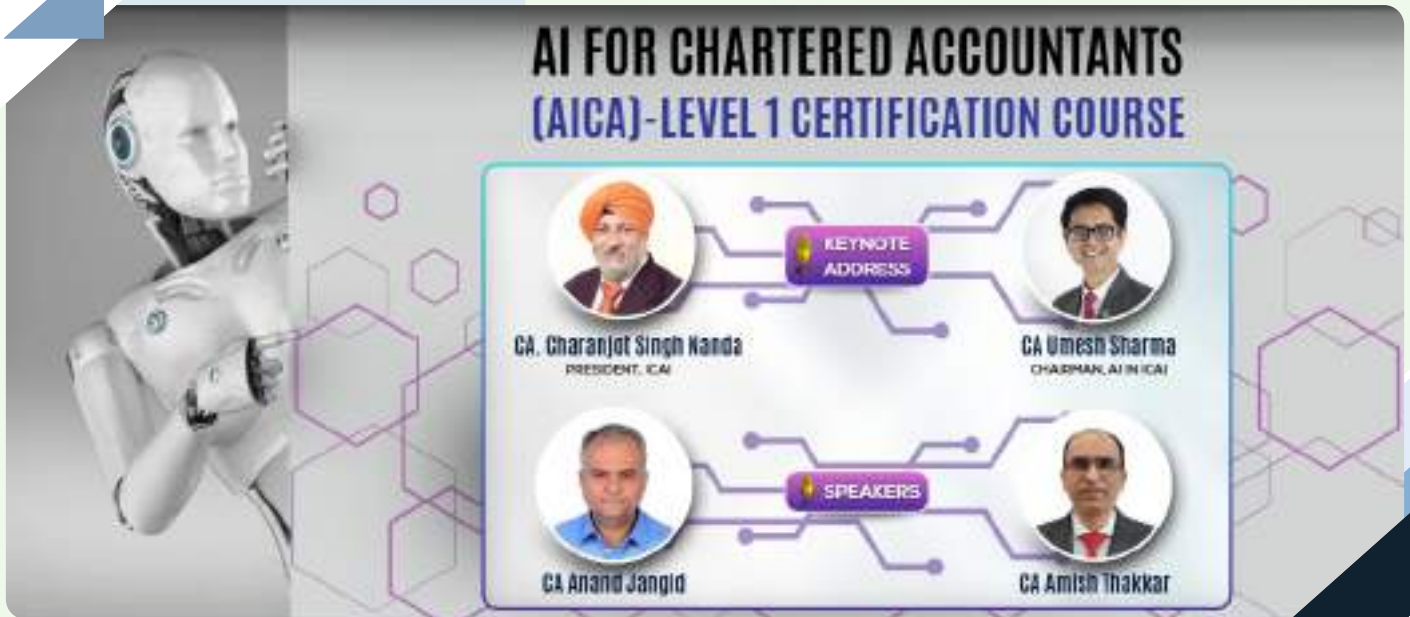 AI FOR CHARTERED ACCOUNTANTS
(AICA)-LEVEL 1 CERTIFICATION COURSE
KEYNOTE
ADDRESS
CA. Charanjot Singh Nanda
PRESIDENT, ICAI
CA Umesh Sharma
CHAIRMAN, AI IN ICAI
SPEAKERS
CA Anand Jangid
CA Amish Thakkar